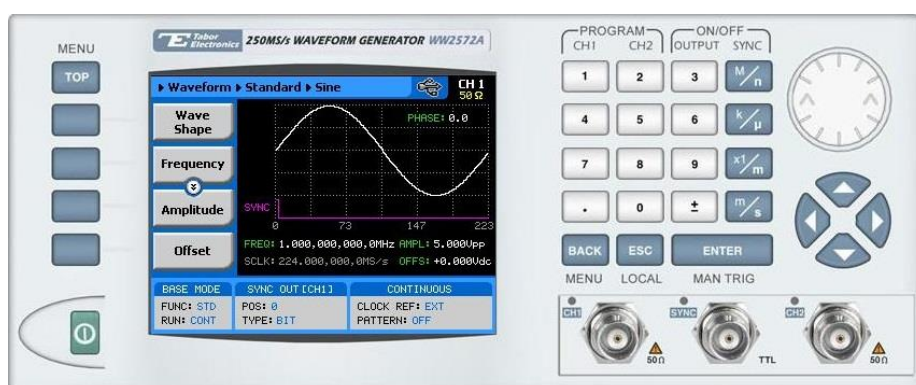 MENU
TOP
Tabor Electronics 250MS/s WAVEFORM GENERATOR WW2572A
Waveform Standard Sine CH 1
50 Ω
Wave Shape
Frequency
Amplitude
Offset
PHASE: 0.0
SYNC
0 73 147 223
FREQ: 1.000,000,000,0MHz AMPL: 5.000Vpp
SCLK: 224.000,000,0MS/s OFFS: +0.000Vdc
BASE MODE SYNC OUT [CH1] CONTINUOUS
FUNC: STD POS: 0 CLOCK REF: EXT
RUN: CONT TYPE: BIT PATTERN: OFF
PROGRAM ON/OFF
CH1 CH2 OUTPUT SYNC
1 2 3 M/n
4 5 6 k/µ
7 8 9 x1/m
. 0 ± m/s
BACK ESC ENTER
MENU LOCAL MAN TRIG
CH1 SYNC CH2
50Ω TTL 50Ω